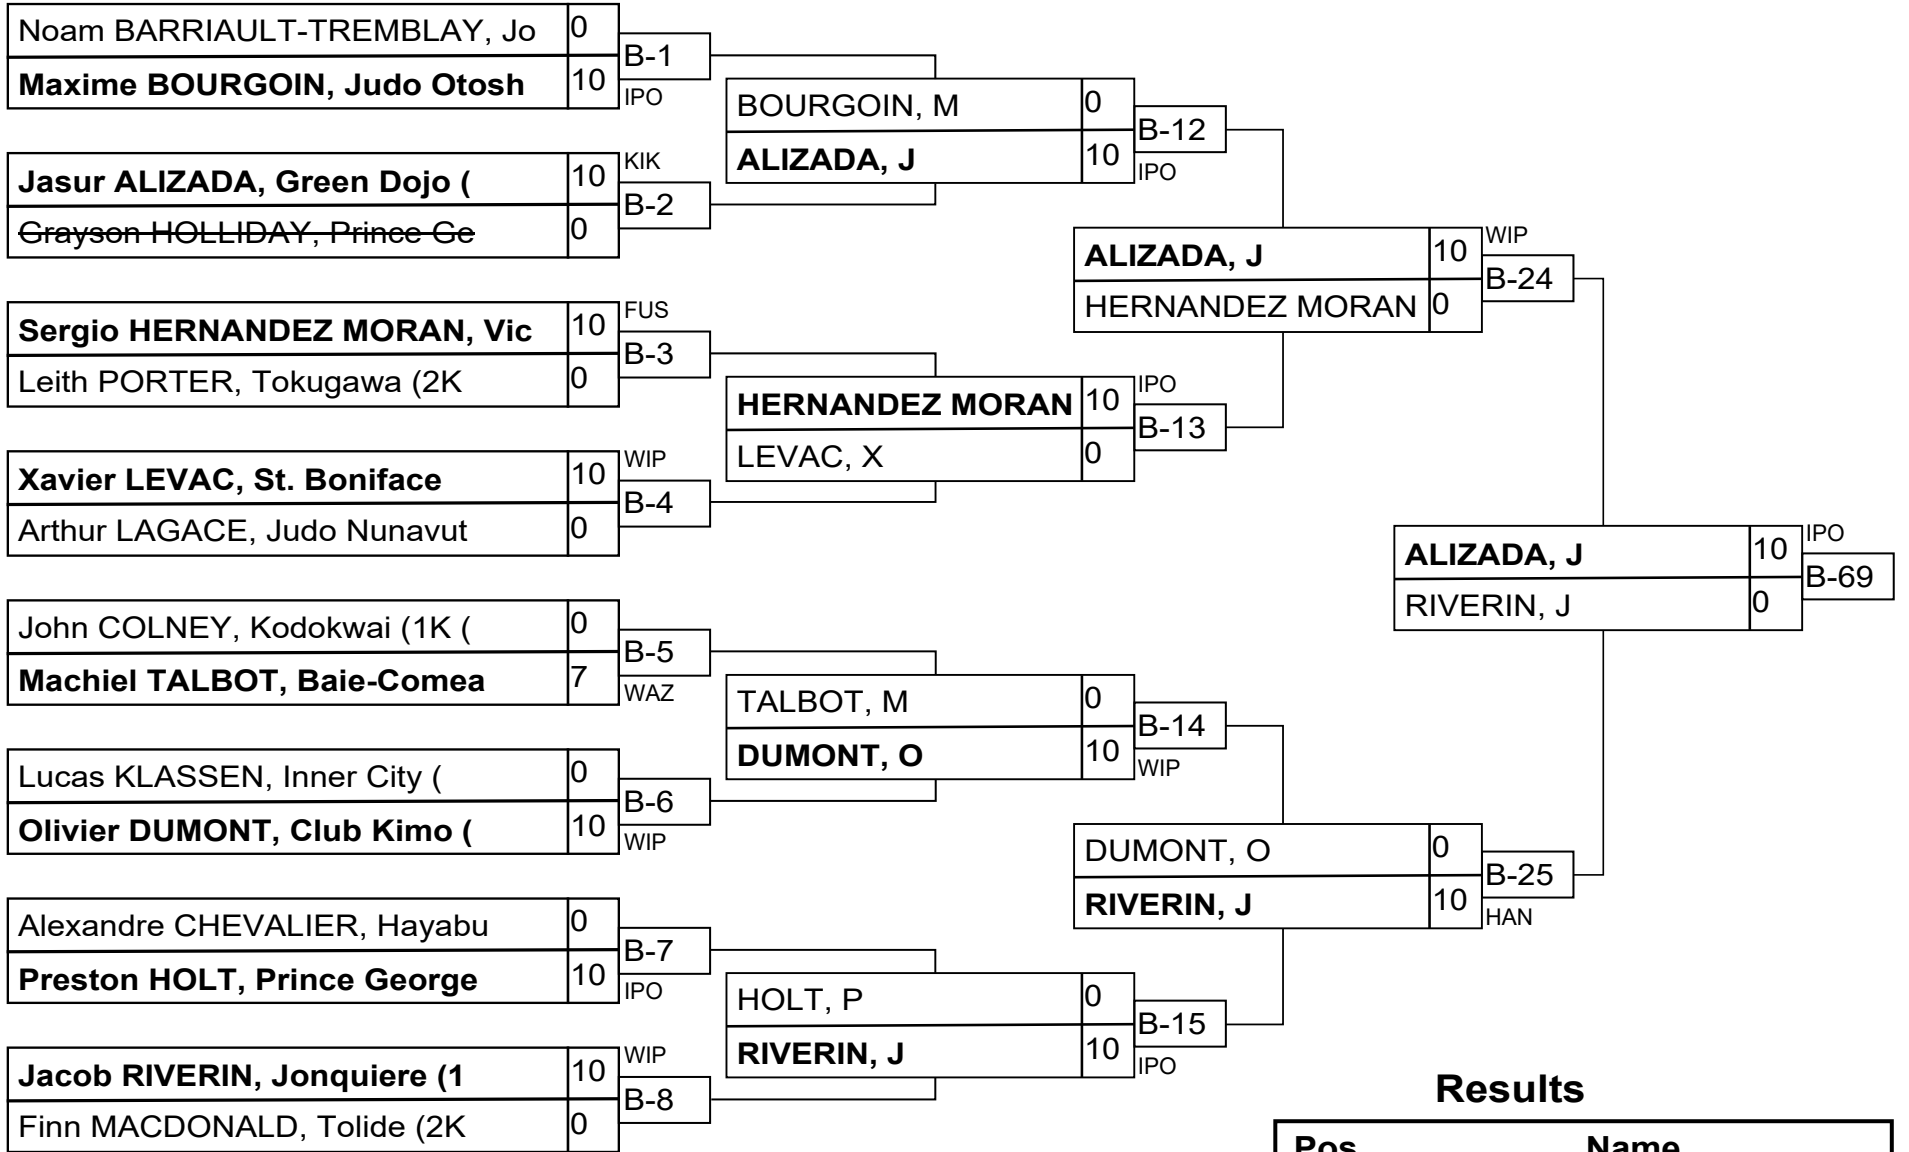 Noam BARRIAULT-TREMBLAY, Jo 0
B-1
Maxime BOURGOIN, Judo Otosh 10
IPO
Jasur ALIZADA, Green Dojo ( 10
KIK
B-2
Grayson HOLLIDAY, Prince Ge 0
Sergio HERNANDEZ MORAN, Vic 10
FUS
B-3
Leith PORTER, Tokugawa (2K 0
Xavier LEVAC, St. Boniface 10
WIP
B-4
Arthur LAGACE, Judo Nunavut 0
John COLNEY, Kodokwai (1K ( 0
B-5
Machiel TALBOT, Baie-Comea 7
WAZ
Lucas KLASSEN, Inner City ( 0
B-6
Olivier DUMONT, Club Kimo ( 10
WIP
Alexandre CHEVALIER, Hayabu 0
B-7
Preston HOLT, Prince George 10
IPO
Jacob RIVERIN, Jonquiere (1 10
WIP
B-8
Finn MACDONALD, Tolide (2K 0
BOURGOIN, M 0
B-12
ALIZADA, J 10
IPO
HERNANDEZ MORAN 10
IPO
B-13
LEVAC, X 0
TALBOT, M 0
B-14
DUMONT, O 10
WIP
HOLT, P 0
B-15
RIVERIN, J 10
IPO
ALIZADA, J 10
WIP
B-24
HERNANDEZ MORAN 0
DUMONT, O 0
B-25
RIVERIN, J 10
HAN
ALIZADA, J 10
IPO
B-69
RIVERIN, J 0
Results
Pos Name